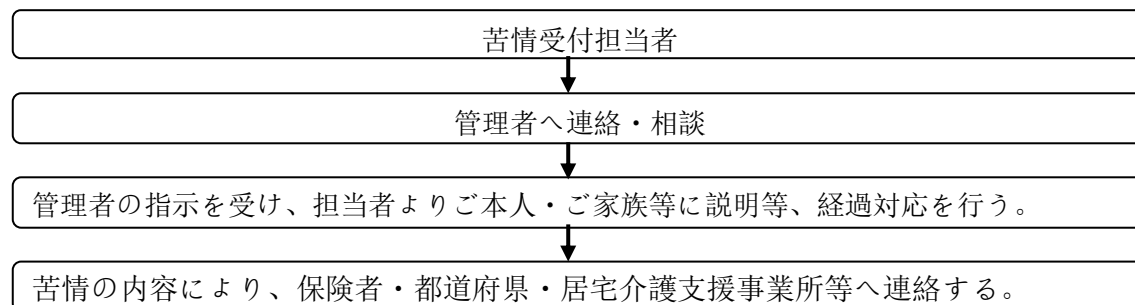 苦情受付担当者
管理者へ連絡・相談
管理者の指示を受け、担当者よりご本人・ご家族等に説明等、経過対応を行う。
苦情の内容により、保険者・都道府県・居宅介護支援事業所等へ連絡する。